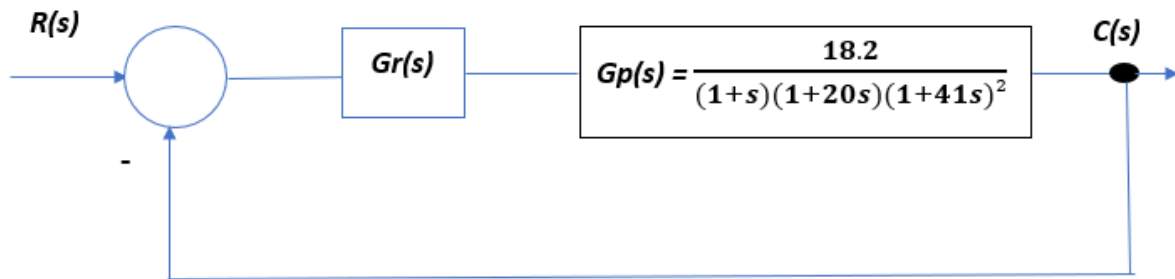 R(s)
Gr(s)
Gp(s) = 18.2 / (1+s)(1+20s)(1+41s)²
C(s)
-